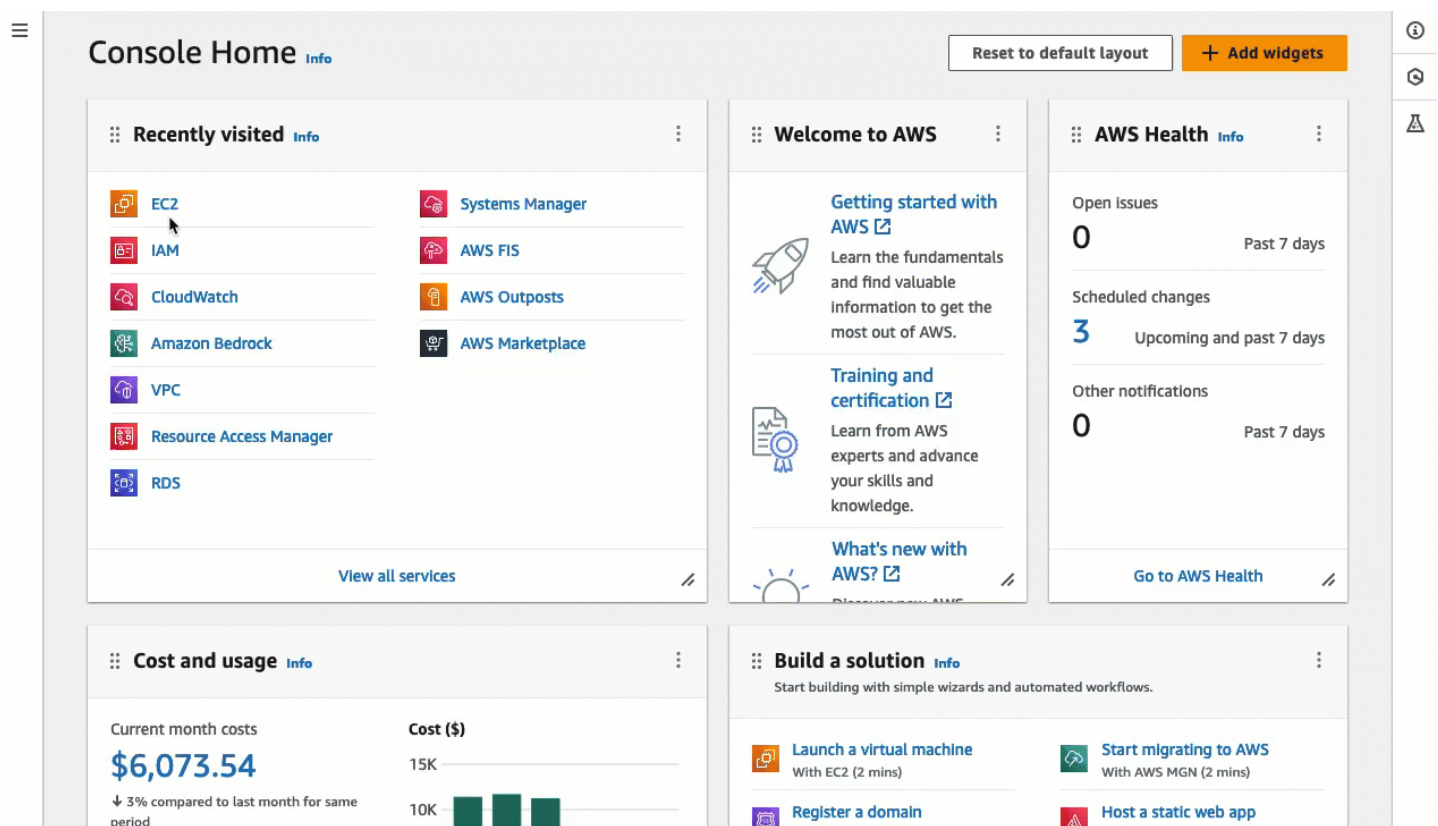 Console Home Info
Reset to default layout
Add widgets
Recently visited Info
EC2
IAM
CloudWatch
Amazon Bedrock
VPC
Resource Access Manager
RDS
Systems Manager
AWS FIS
AWS Outposts
AWS Marketplace
View all services
Welcome to AWS
Getting started with
AWS
Learn the fundamentals
and find valuable
information to get the
most out of AWS.
Training and
certification
Learn from AWS
experts and advance
your skills and
knowledge.
What's new with
AWS?
Discover new AWS
AWS Health Info
Open issues
0 Past 7 days
Scheduled changes
3 Upcoming and past 7 days
Other notifications
0 Past 7 days
Go to AWS Health
Cost and usage Info
Current month costs
$6,073.54
3% compared to last month for same
period
Cost ($)
15K
10K
Build a solution Info
Start building with simple wizards and automated workflows.
Launch a virtual machine
With EC2 (2 mins)
Register a domain
Start migrating to AWS
With AWS MGN (2 mins)
Host a static web app